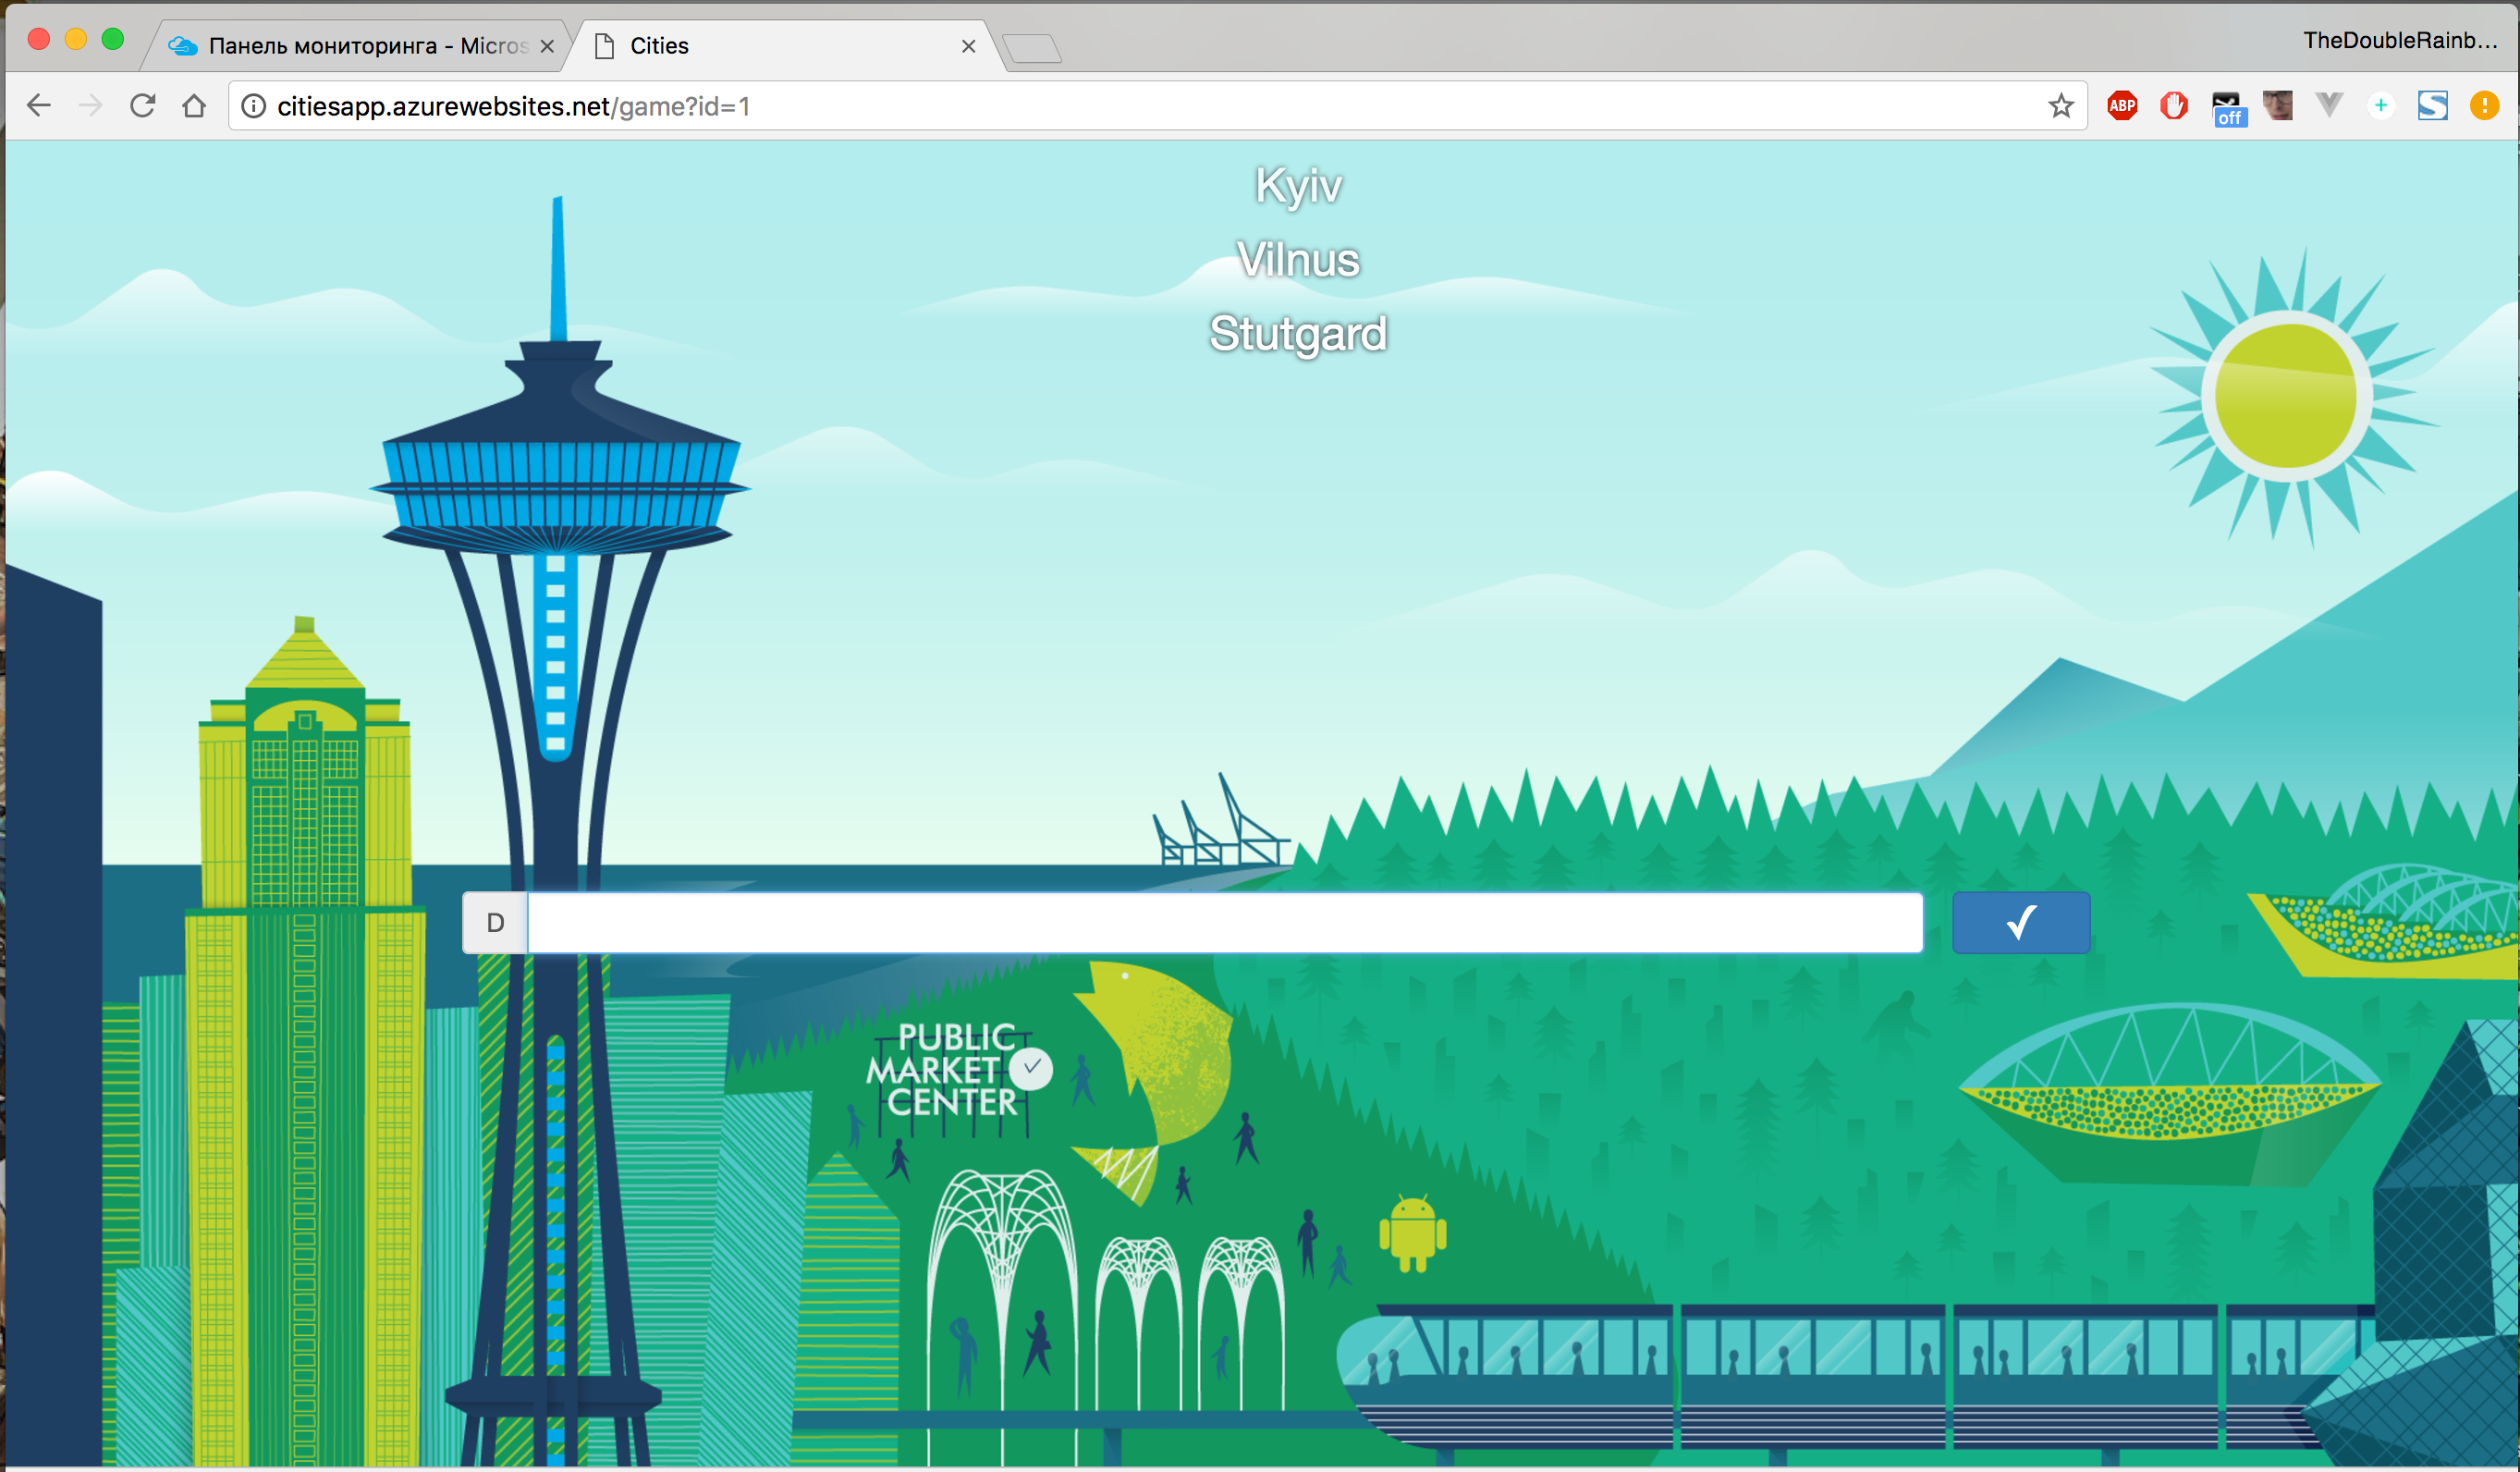 Панель мониторинга - Micros
Cities
TheDoubleRainb...
citiesapp.azurewebsites.net/game?id=1
ABP
off
Kyiv
Vilnus
Stutgard
D
PUBLIC
MARKET
CENTER